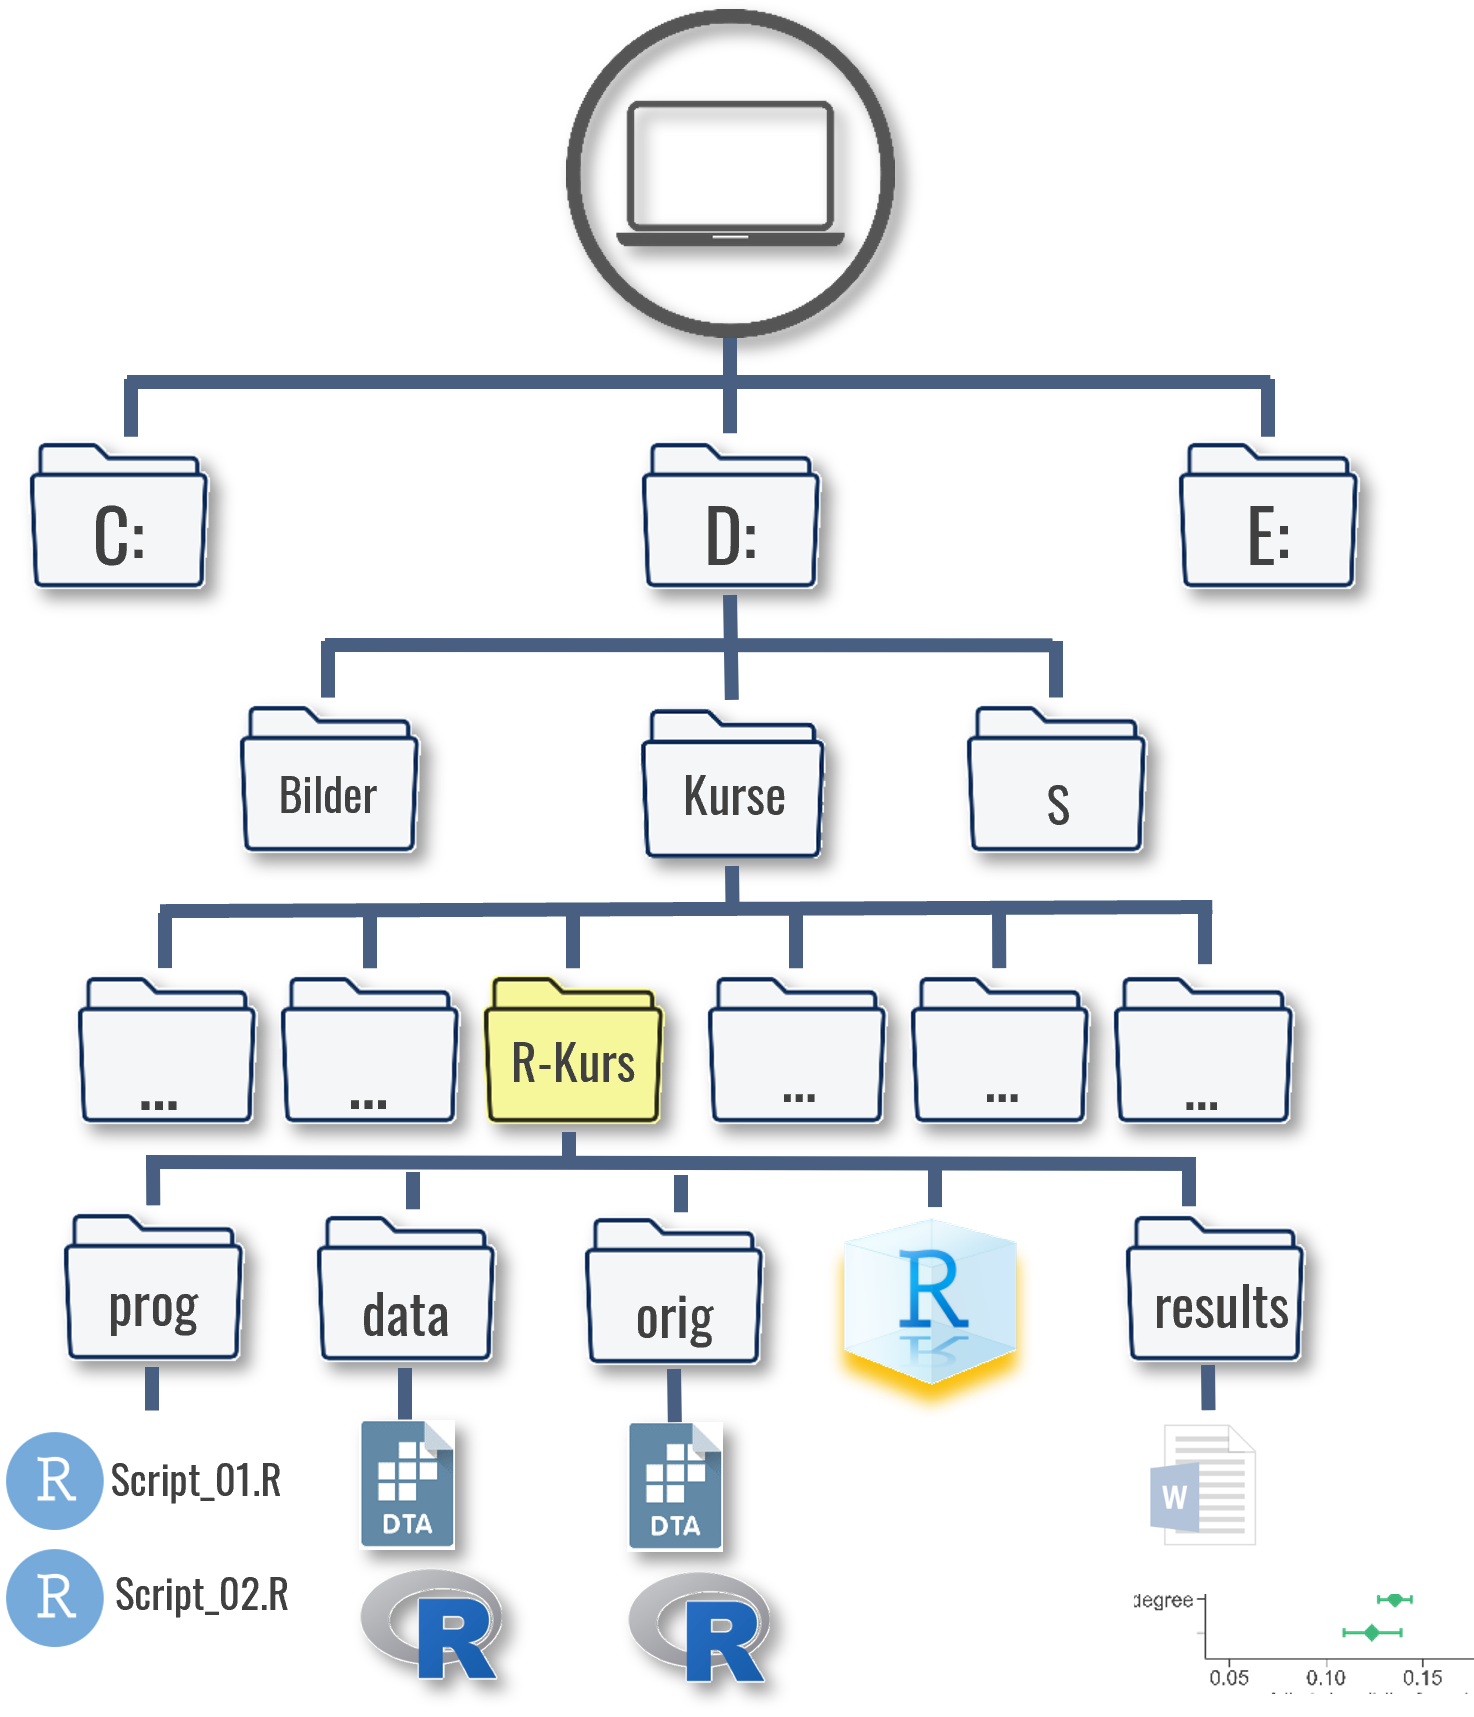 C:
D:
E:
Bilder
Kurse
S
...
...
R-Kurs
...
...
...
prog
data
orig
R
results
R
Script_01.R
DTA
DTA
W
R
Script_02.R
R
R
degree
0.05
0.10
0.15